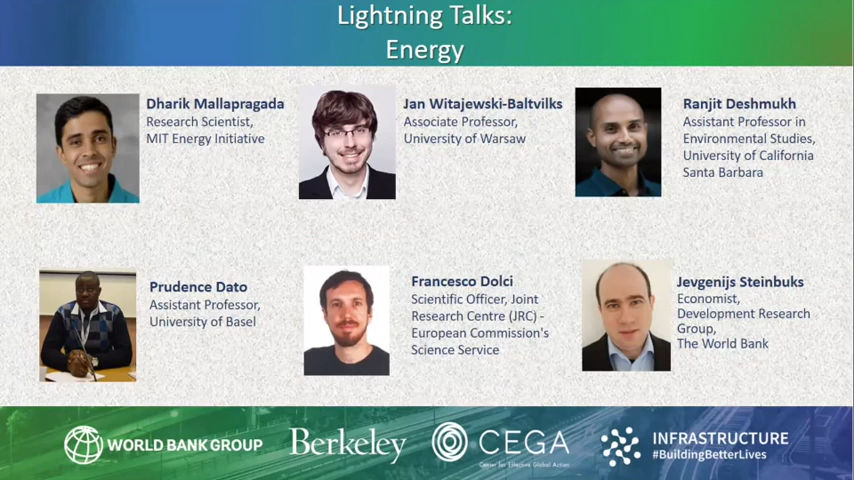 Lightning Talks:
Energy
Dharik Mallapragada
Research Scientist,
MIT Energy Initiative
Jan Witajewski-Baltvilks
Associate Professor,
University of Warsaw
Ranjit Deshmukh
Assistant Professor in
Environmental Studies,
University of California
Santa Barbara
Prudence Dato
Assistant Professor,
University of Basel
Francesco Dolci
Scientific Officer, Joint
Research Centre (JRC) -
European Commission's
Science Service
Jevgenijs Steinbuks
Economist,
Development Research
Group,
The World Bank
WORLD BANK GROUP
Berkeley
CEGA
Center for Effective Global Action
INFRASTRUCTURE
#BuildingBetterLives